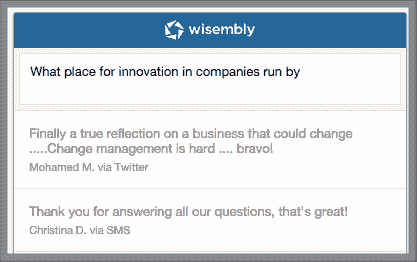 wisembly
What place for innovation in companies run by
Finally a true reflection on a business that could change
.....Change management is hard .... bravo!
Mohamed M. via Twitter
Thank you for answering all our questions, that's great!
Christina D. via SMS